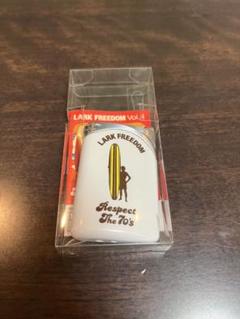 LARK FREEDOM Vol.4
LARK FREEDOM
Respect
The 70's